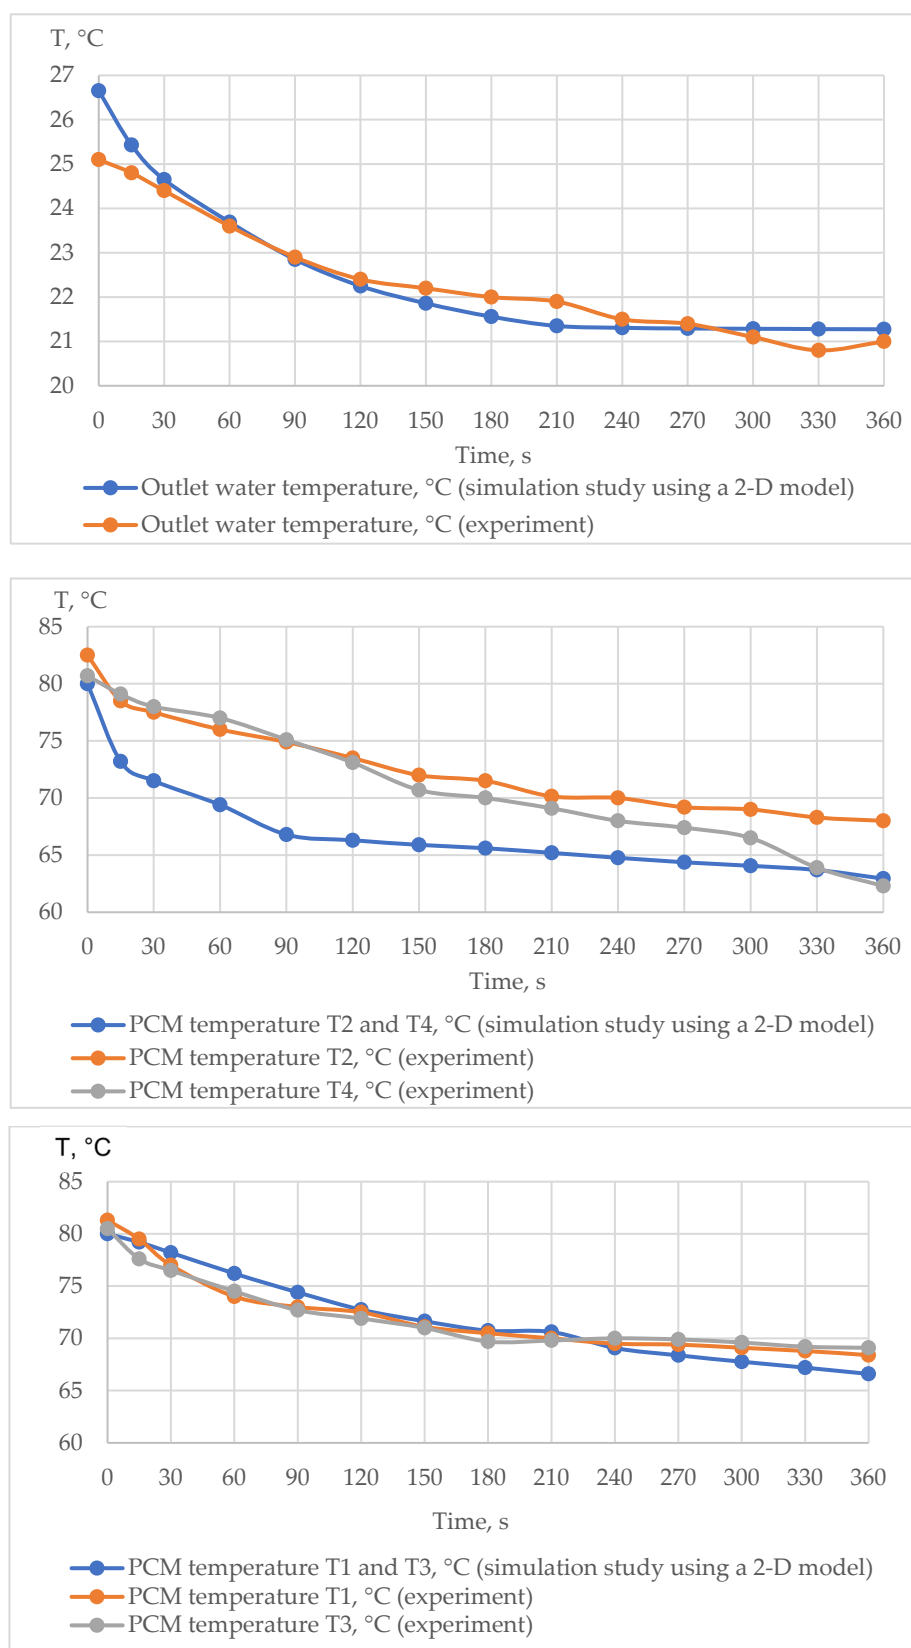 T, °C
27
26
25
24
23
22
21
20
0 15 30 60 90 120 150 180 210 240 270 300 330 360
Time, s
Outlet water temperature, °C (simulation study using a 2-D model)
Outlet water temperature, °C (experiment)
T, °C
85
80
75
70
65
60
0 30 60 90 120 150 180 210 240 270 300 330 360
Time, s
PCM temperature T2 and T4, °C (simulation study using a 2-D model)
PCM temperature T2, °C (experiment)
PCM temperature T4, °C (experiment)
T, °C
85
80
75
70
65
60
0 30 60 90 120 150 180 210 240 270 300 330 360
Time, s
PCM temperature T1 and T3, °C (simulation study using a 2-D model)
PCM temperature T1, °C (experiment)
PCM temperature T3, °C (experiment)